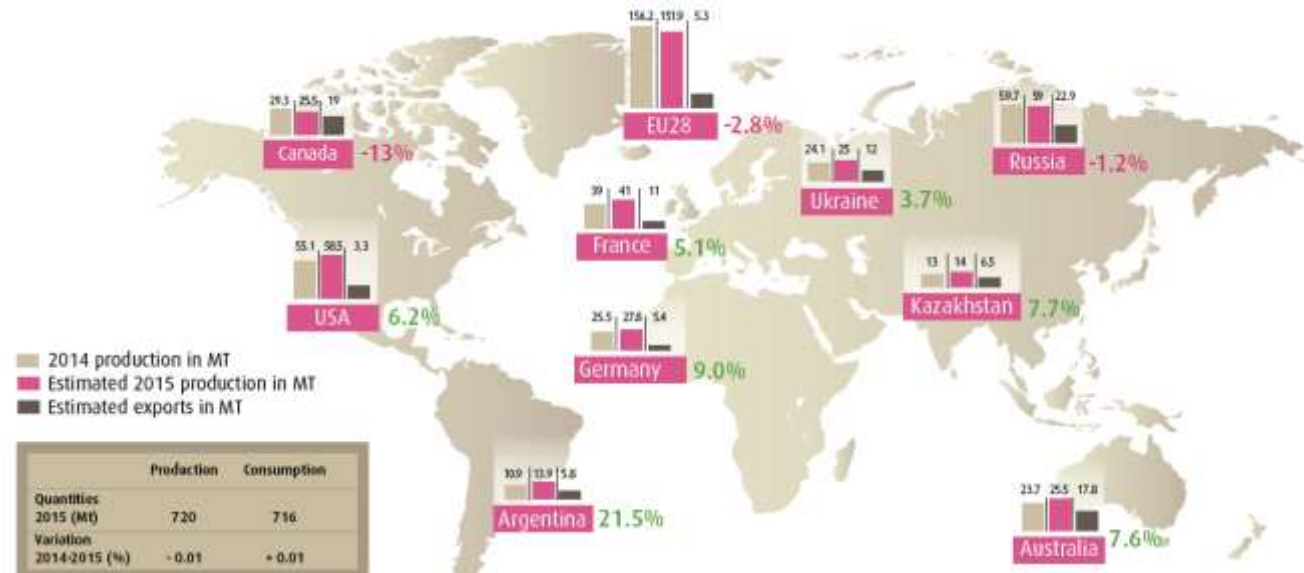 156.2 151.9 5.3
EU28 -2.8%
29.3 25.5 19
Canada -13%
59.7 59 22.9
Russia -1.2%
24.1 25 12
Ukraine 3.7%
39 41 11
France 5.1%
55.1 58.5 3.3
USA 6.2%
13 14 6.5
Kazakhstan 7.7%
25.5 27.8 5.4
Germany 9.0%
2014 production in MT
Estimated 2015 production in MT
Estimated exports in MT
Production Consumption
Quantities
2015 (Mt) 720 716
Variation
2014-2015 (%) - 0.01 + 0.01
10.9 13.9 5.8
Argentina 21.5%
23.7 25.5 17.8
Australia 7.6%